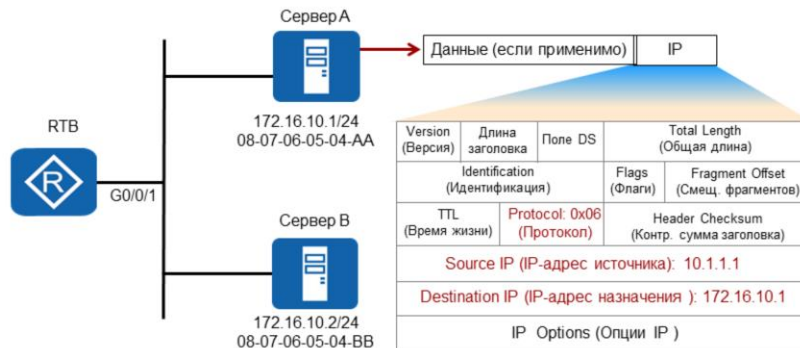 Сервер А
Данные (если применимо)
IP
172.16.10.1/24
08-07-06-05-04-AA
RTB
R
G0/0/1
Сервер В
172.16.10.2/24
08-07-06-05-04-BB
Version
(Версия)
Длина
заголовка
Поле DS
Total Length
(Общая длина)
Identification
(Идентификация)
Flags
(Флаги)
Fragment Offset
(Смещ. фрагментов)
TTL
(Время жизни)
Protocol: 0x06
(Протокол)
Header Checksum
(Контр. сумма заголовка)
Source IP (IP-адрес источника): 10.1.1.1
Destination IP (IP-адрес назначения ): 172.16.10.1
IP Options (Опции IP )